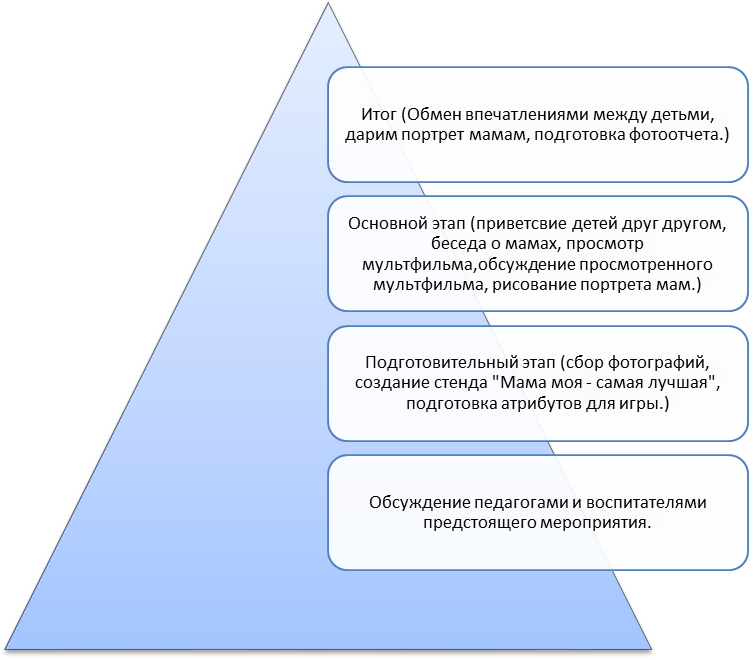 Итог (Обмен впечатлениями между детьми,
дарим портрет мамам, подготовка фотоотчета.)
Основной этап (приветсвие детей друг другом,
беседа о мамах, просмотр
мультфильма,обсуждение просмотренного
мультфильма, рисование портрета мам.)
Подготовительный этап (сбор фотографий,
создание стенда "Мама моя - самая лучшая",
подготовка атрибутов для игры.)
Обсуждение педагогами и воспитателями
предстоящего мероприятия.